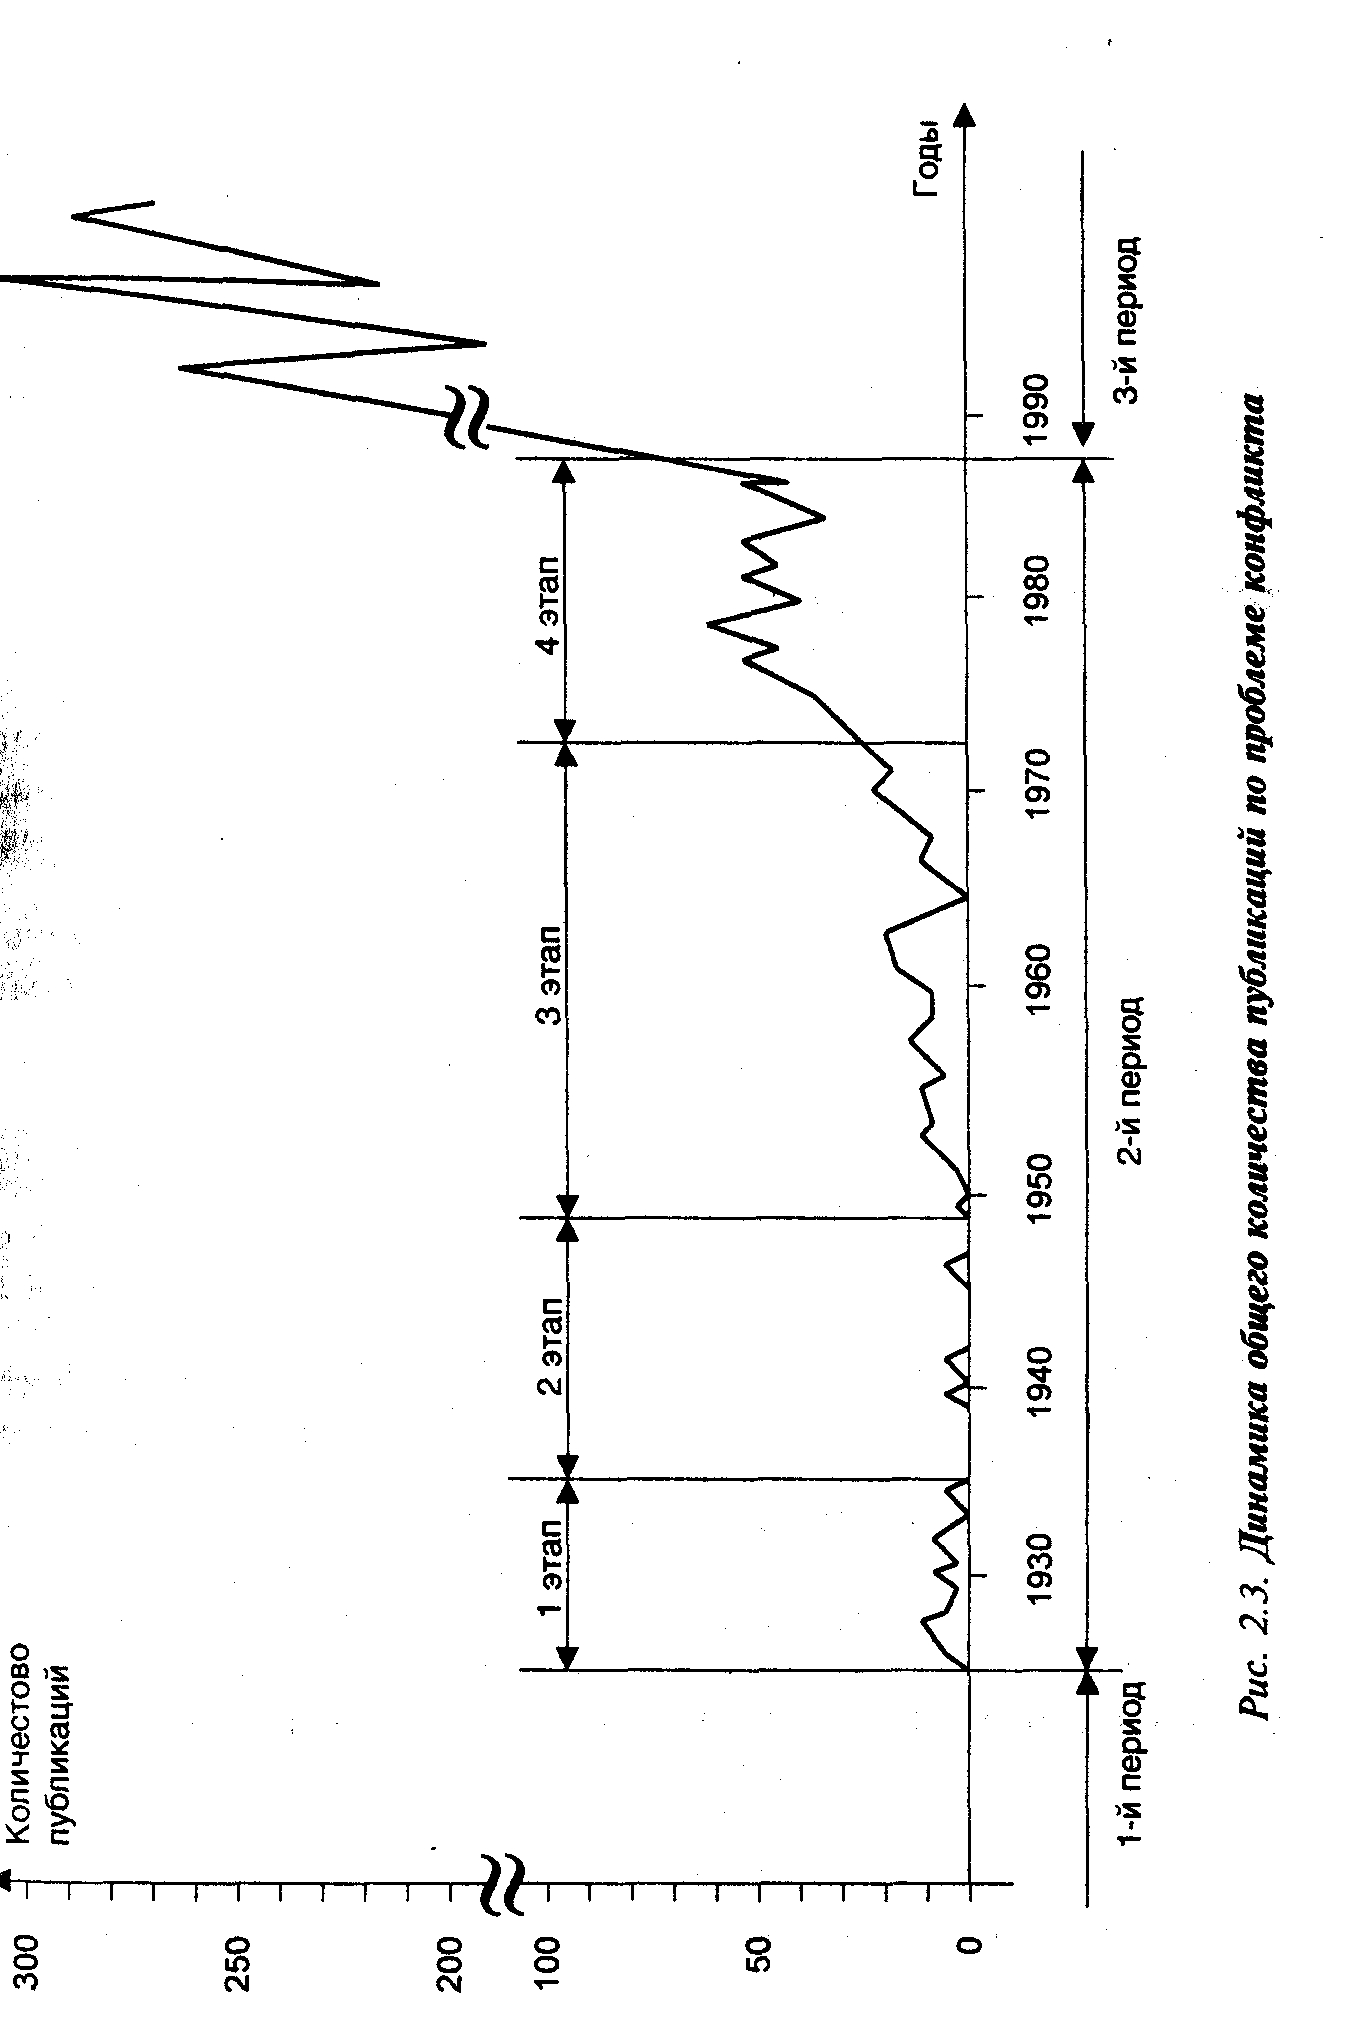 Количестово
публикаций
300
250
200
100
50
0
1 этап
2 этап
3 этап
4 этап
Годы
1930
1940
1950
1960
1970
1980
1990
1-й период
2-й период
3-й период
Рис. 2.3. Динамика общего количества публикаций по проблеме конфликта